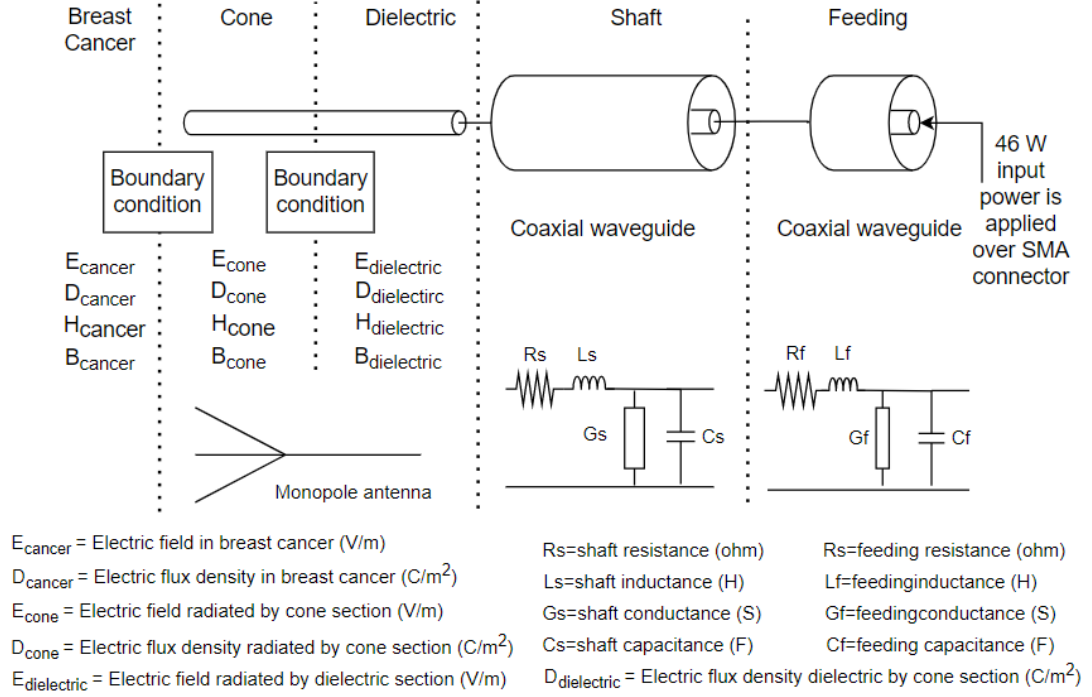 Breast
Cancer
Cone
Dielectric
Shaft
Feeding
Boundary
condition
Boundary
condition
46 W
input
power is
applied
over SMA
connector
Coaxial waveguide
Coaxial waveguide
Ecancer
Dcancer
Hcancer
Bcancer
Econe
Dcone
Hcone
Bcone
Edielectric
Ddielectirc
Hdielectric
Bdielectric
Rs
Ls
Gs
Cs
Rf
Lf
Gf
Cf
Monopole antenna
Ecancer = Electric field in breast cancer (V/m)
Dcancer = Electric flux density in breast cancer (C/m²)
Econe = Electric field radiated by cone section (V/m)
Dcone = Electric flux density radiated by cone section (C/m²)
Edielectric = Electric field radiated by dielectric section (V/m)
Rs=shaft resistance (ohm)
Ls=shaft inductance (H)
Gs=shaft conductance (S)
Cs=shaft capacitance (F)
Rs=feeding resistance (ohm)
Lf=feedinginductance (H)
Gf=feedingconductance (S)
Cf=feeding capacitance (F)
Ddielectric = Electric flux density dielectric by cone section (C/m²)